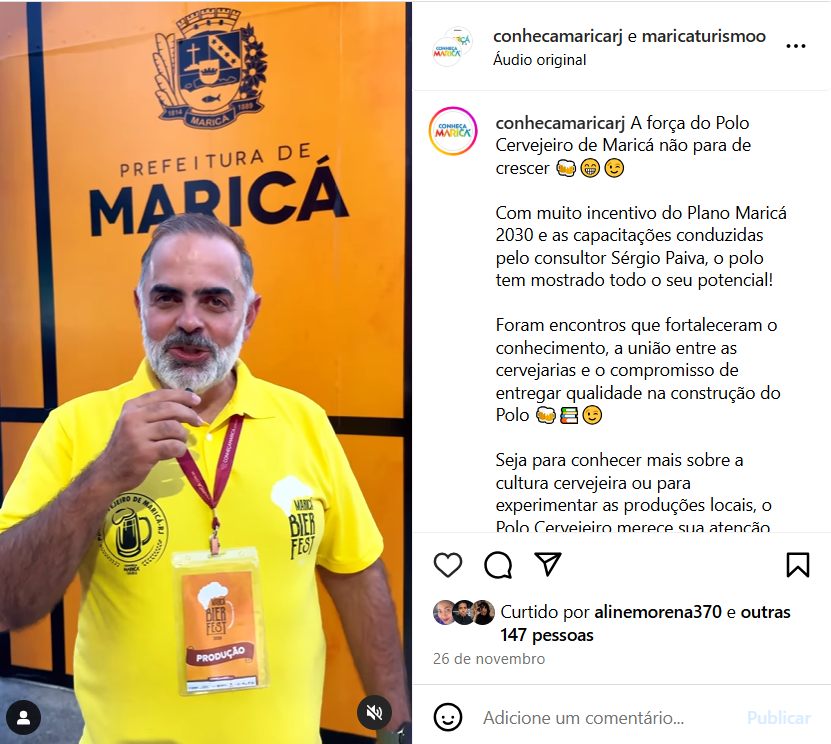 PREFEITURA DE
MARICÁ
1814 MARICÁ 1889
CERVEJEIRO DE MARICÁ-RJ
MARICÁ
BIER
FEST
CONHECAMARICARJ
MARICÁ
BIER
FEST
PRODUÇÃO
conhecamaricarj e maricaturismoo
Áudio original
CONHEÇA
MARICÁ
conhecamaricarj A força do Polo
Cervejeiro de Maricá não para de
crescer 🍻😁😉
Com muito incentivo do Plano Maricá
2030 e as capacitações conduzidas
pelo consultor Sérgio Paiva, o polo
tem mostrado todo o seu potencial!
Foram encontros que fortaleceram o
conhecimento, a união entre as
cervejarias e o compromisso de
entregar qualidade na construção do
Polo 🍻📚😉
Seja para conhecer mais sobre a
cultura cervejeira ou para
experimentar as produções locais, o
Polo Cervejeiro merece sua atenção
Curtido por alinemorena370 e outras
147 pessoas
26 de novembro
Adicione um comentário...
Publicar